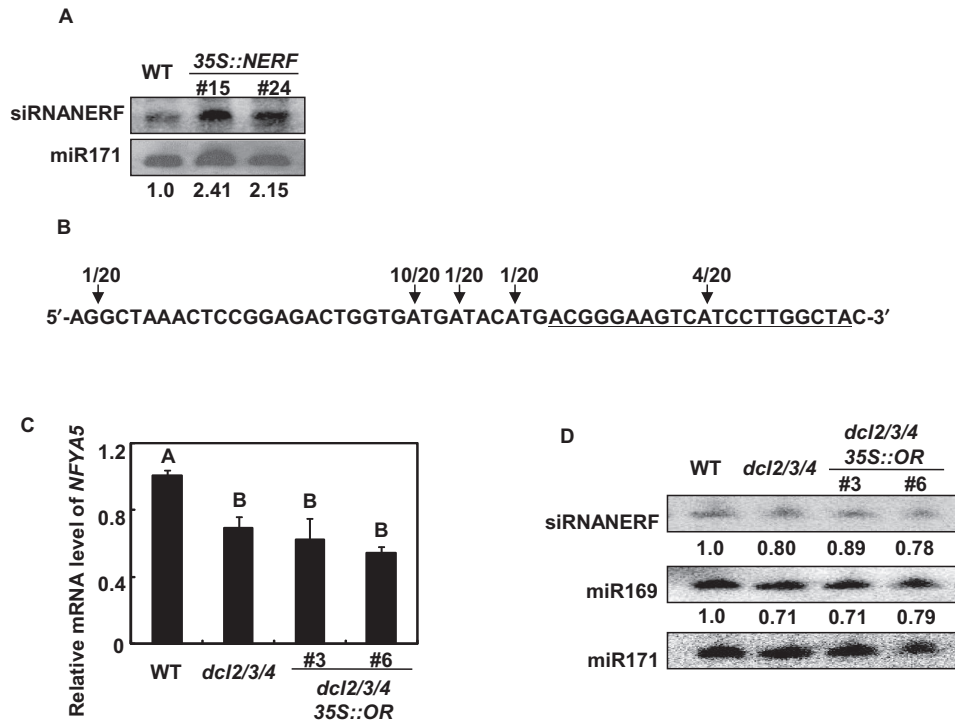 A
35S::NERF
WT
#15 #24
siRNANERF
miR171
1.0 2.41 2.15
B
1/20 10/20 1/20 1/20 4/20
5′-AGGCTAAACTCCGGAGACTGGTGATGATACATGACGGGAAGTCATCCTTGGCTAC-3′
C
Relative mRNA level of NFYA5
1.2
0.8
0.4
0
A
B
B
B
WT dcl2/3/4 #3 #6
dcl2/3/4
35S::OR
D
dcl2/3/4
35S::OR
WT dcl2/3/4
#3 #6
siRNANERF
1.0 0.80 0.89 0.78
miR169
1.0 0.71 0.71 0.79
miR171